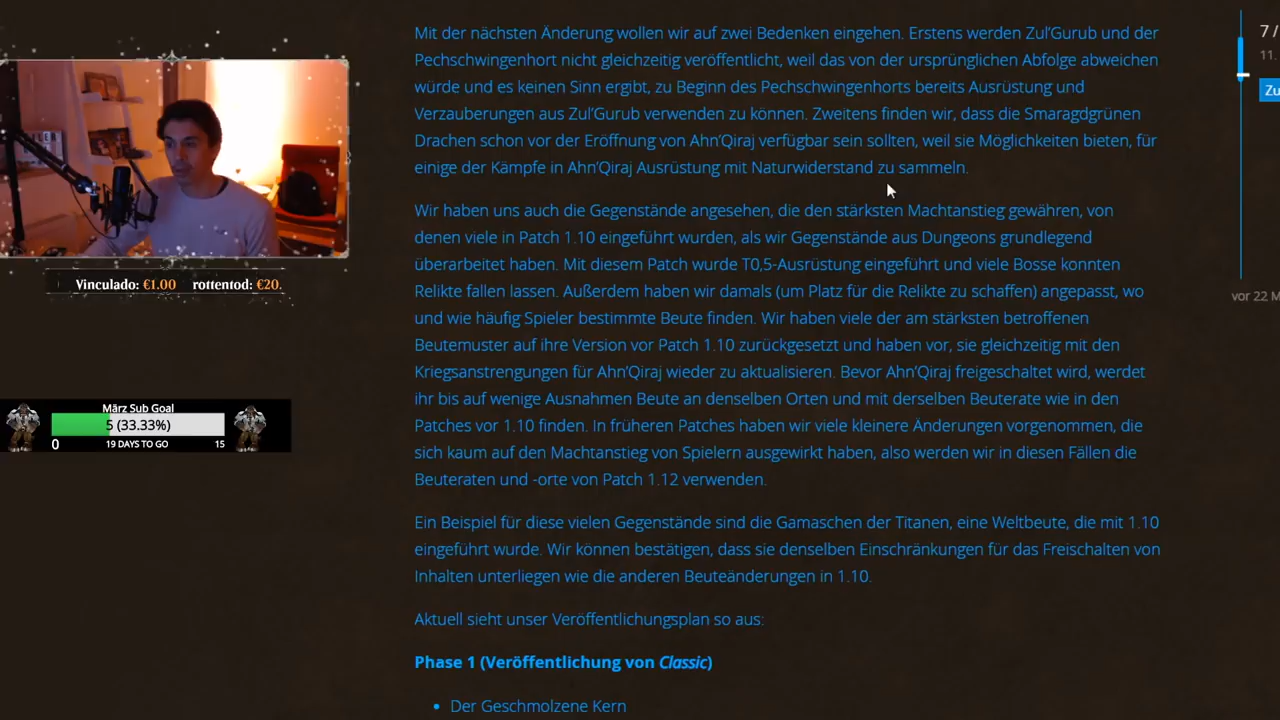 Mit der nächsten Änderung wollen wir auf zwei Bedenken eingehen. Erstens werden Zul'Gurub und der
Pechschwingenhort nicht gleichzeitig veröffentlicht, weil das von der ursprünglichen Abfolge abweichen
würde und es keinen Sinn ergibt, zu Beginn des Pechschwingenhorts bereits Ausrüstung und
Verzauberungen aus Zul'Gurub verwenden zu können. Zweitens finden wir, dass die Smaragdgrünen
Drachen schon vor der Eröffnung von Ahn'Qiraj verfügbar sein sollten, weil sie Möglichkeiten bieten, für
einige der Kämpfe in Ahn'Qiraj Ausrüstung mit Naturwiderstand zu sammeln.
Wir haben uns auch die Gegenstände angesehen, die den stärksten Machtanstieg gewähren, von
denen viele in Patch 1.10 eingeführt wurden, als wir Gegenstände aus Dungeons grundlegend
überarbeitet haben. Mit diesem Patch wurde T0,5-Ausrüstung eingeführt und viele Bosse konnten
Relikte fallen lassen. Außerdem haben wir damals (um Platz für die Relikte zu schaffen) angepasst, wo
und wie häufig Spieler bestimmte Beute finden. Wir haben viele der am stärksten betroffenen
Beutemuster auf ihre Version vor Patch 1.10 zurückgesetzt und haben vor, sie gleichzeitig mit den
Kriegsanstrengungen für Ahn'Qiraj wieder zu aktualisieren. Bevor Ahn'Qiraj freigeschaltet wird, werdet
ihr bis auf wenige Ausnahmen Beute an denselben Orten und mit derselben Beuterate wie in den
Patches vor 1.10 finden. In früheren Patches haben wir viele kleinere Änderungen vorgenommen, die
sich kaum auf den Machtanstieg von Spielern ausgewirkt haben, also werden wir in diesen Fällen die
Beuteraten und -orte von Patch 1.12 verwenden.
Ein Beispiel für diese vielen Gegenstände sind die Gamaschen der Titanen, eine Weltbeute, die mit 1.10
eingeführt wurde. Wir können bestätigen, dass sie denselben Einschränkungen für das Freischalten von
Inhalten unterliegen wie die anderen Beuteänderungen in 1.10.
Aktuell sieht unser Veröffentlichungsplan so aus:
Phase 1 (Veröffentlichung von Classic)
• Der Geschmolzene Kern
Vinculado: €1.00 rottentod: €20.
März Sub Goal
5 (33.33%)
0 19 DAYS TO GO 15
7 /
11.
Zu
vor 22 M